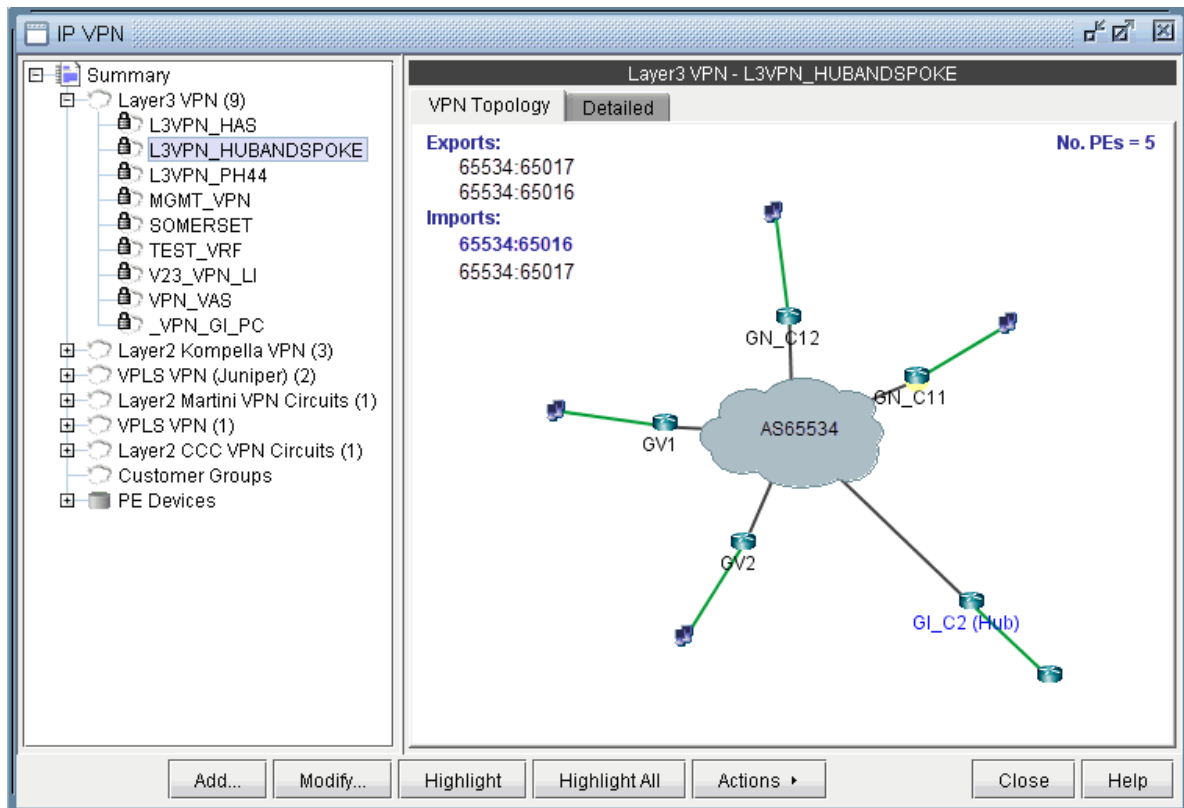 IP VPN
Summary
Layer3 VPN (9)
L3VPN_HAS
L3VPN_HUBANDSPOKE
L3VPN_PH44
MGMT_VPN
SOMERSET
TEST_VRF
V23_VPN_LI
VPN_VAS
_VPN_GI_PC
Layer2 Kompella VPN (3)
VPLS VPN (Juniper) (2)
Layer2 Martini VPN Circuits (1)
VPLS VPN (1)
Layer2 CCC VPN Circuits (1)
Customer Groups
PE Devices
Layer3 VPN - L3VPN_HUBANDSPOKE
VPN Topology
Detailed
Exports:
65534:65017
65534:65016
Imports:
65534:65016
65534:65017
No. PEs = 5
GN_C12
GN_C11
AS65534
GV1
GV2
GI_C2 (Hub)
Add...
Modify...
Highlight
Highlight All
Actions
Close
Help